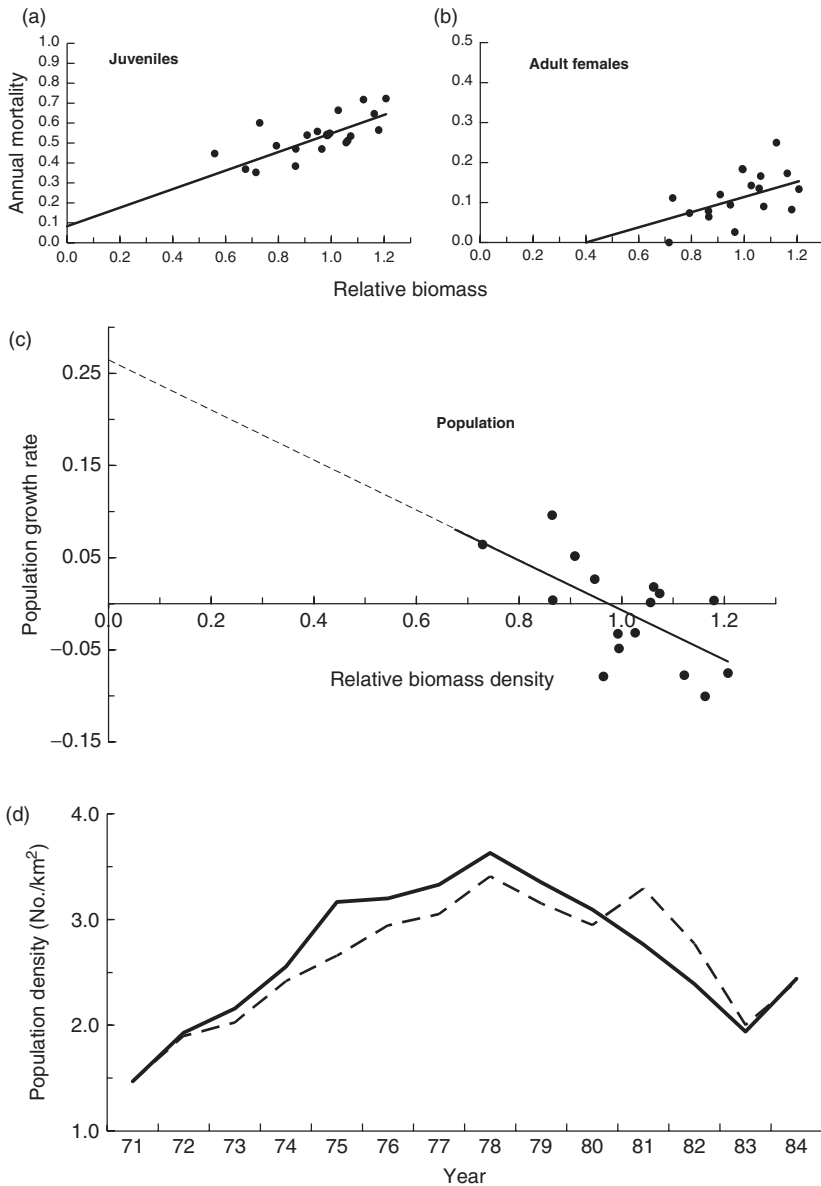 (a)
Juveniles
Annual mortality
1.0
0.9
0.8
0.7
0.6
0.5
0.4
0.3
0.2
0.1
0.0
0.0 0.2 0.4 0.6 0.8 1.0 1.2
(b)
Adult females
0.5
0.4
0.3
0.2
0.1
0.0
0.0 0.2 0.4 0.6 0.8 1.0 1.2
Relative biomass
(c)
Population
Population growth rate
0.25
0.15
0.05
−0.05
−0.15
0.0 0.2 0.4 0.6 0.8 1.0 1.2
Relative biomass density
(d)
Population density (No./km²)
4.0
3.0
2.0
1.0
71 72 73 74 75 76 77 78 79 80 81 82 83 84
Year